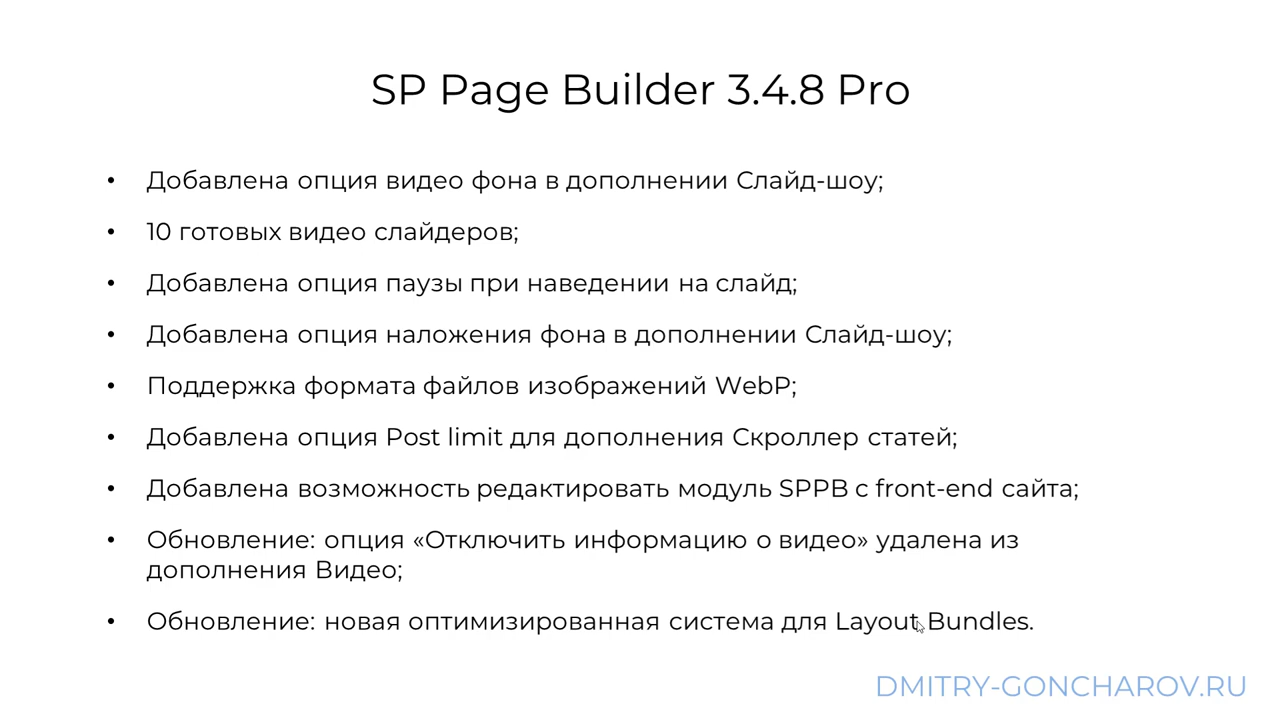 SP Page Builder 3.4.8 Pro
• Добавлена опция видео фона в дополнении Слайд-шоу;
• 10 готовых видео слайдеров;
• Добавлена опция паузы при наведении на слайд;
• Добавлена опция наложения фона в дополнении Слайд-шоу;
• Поддержка формата файлов изображений WebP;
• Добавлена опция Post limit для дополнения Скроллер статей;
• Добавлена возможность редактировать модуль SPPB с front-end сайта;
• Обновление: опция «Отключить информацию о видео» удалена из
дополнения Видео;
• Обновление: новая оптимизированная система для Layout Bundles.
DMITRY-GONCHAROV.RU